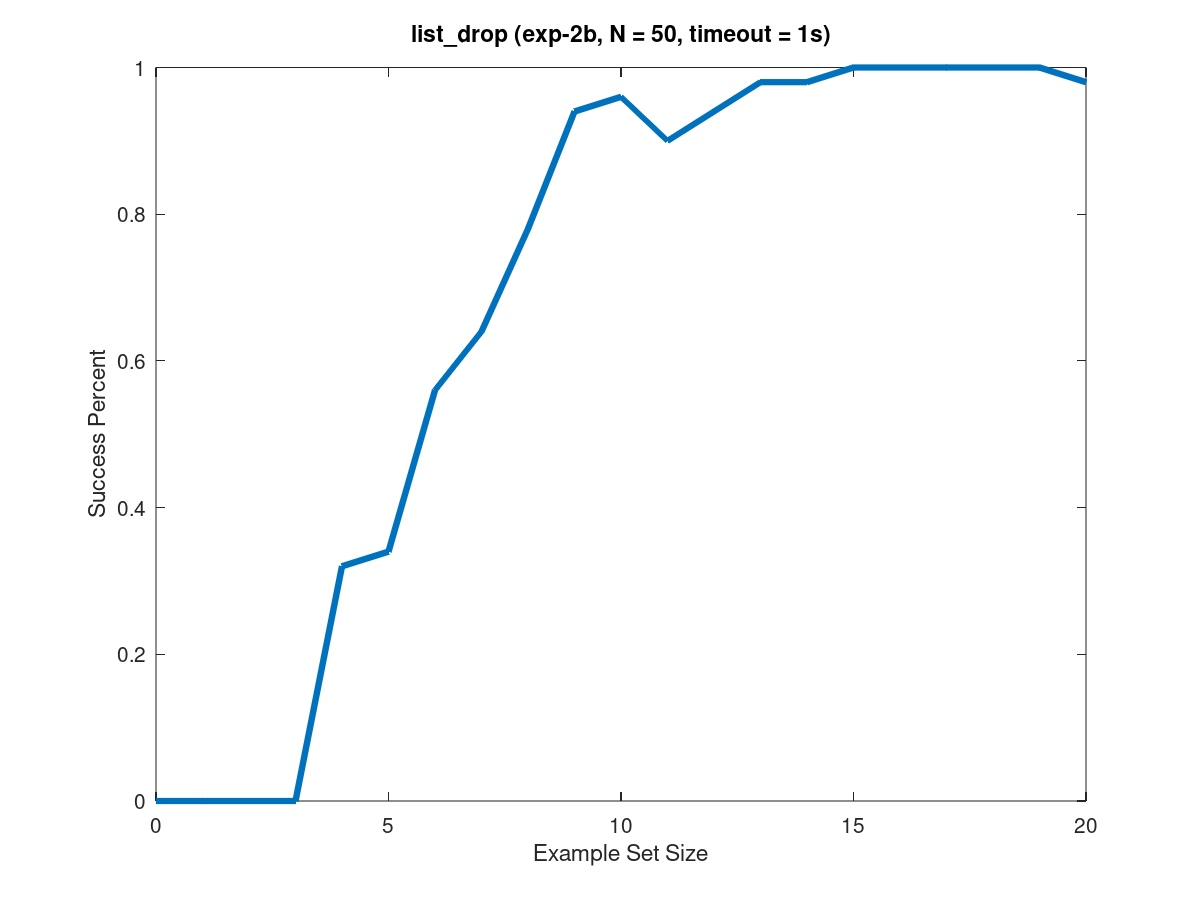 list_drop (exp-2b, N = 50, timeout = 1s)
1
0.8
0.6
0.4
0.2
0
Success Percent
0 5 10 15 20
Example Set Size